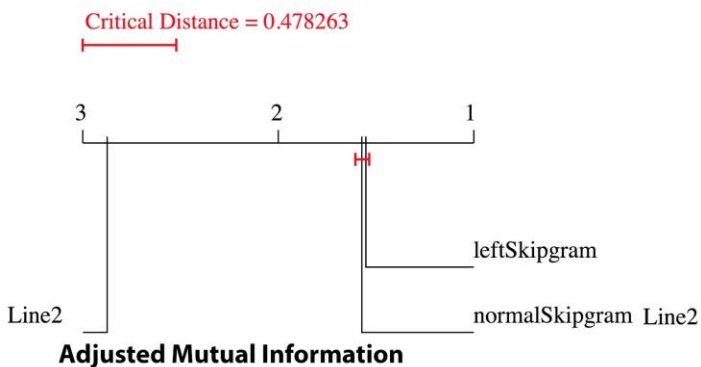 Critical Distance = 0.478263
3 2 1
leftSkipgram
Line2 normalSkipgram Line2
Adjusted Mutual Information